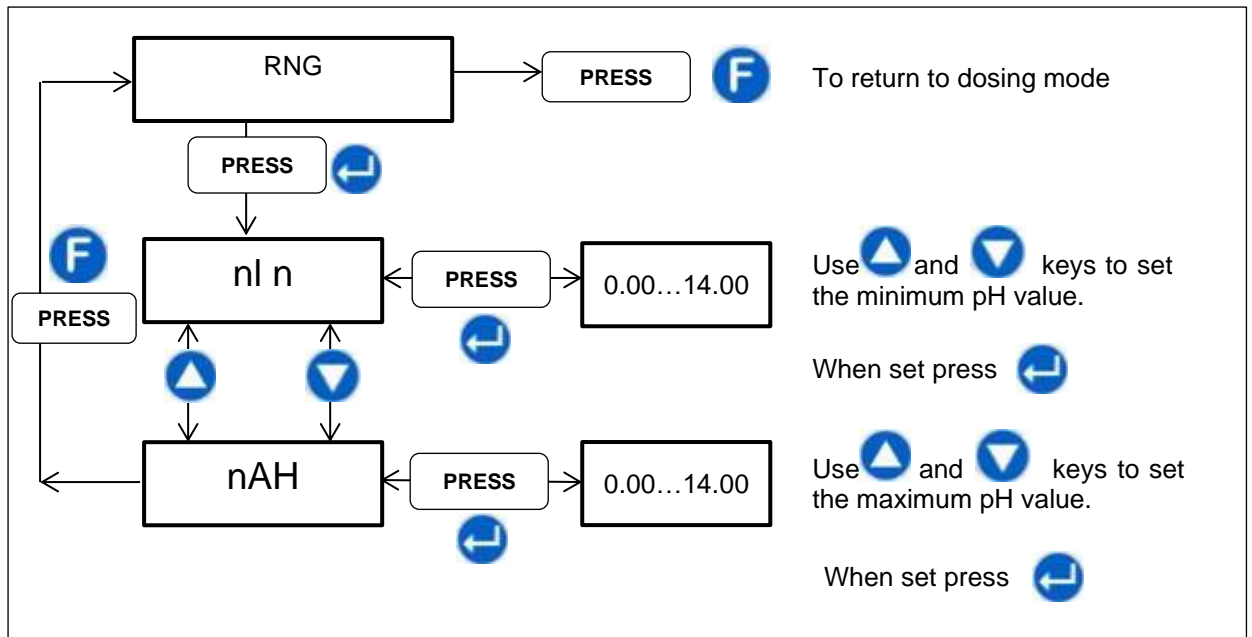 RNG
PRESS
F
To return to dosing mode
PRESS
F
PRESS
nI n
PRESS
0.00…14.00
Use and keys to set
the minimum pH value.
When set press
nAH
PRESS
0.00…14.00
Use and keys to set
the maximum pH value.
When set press